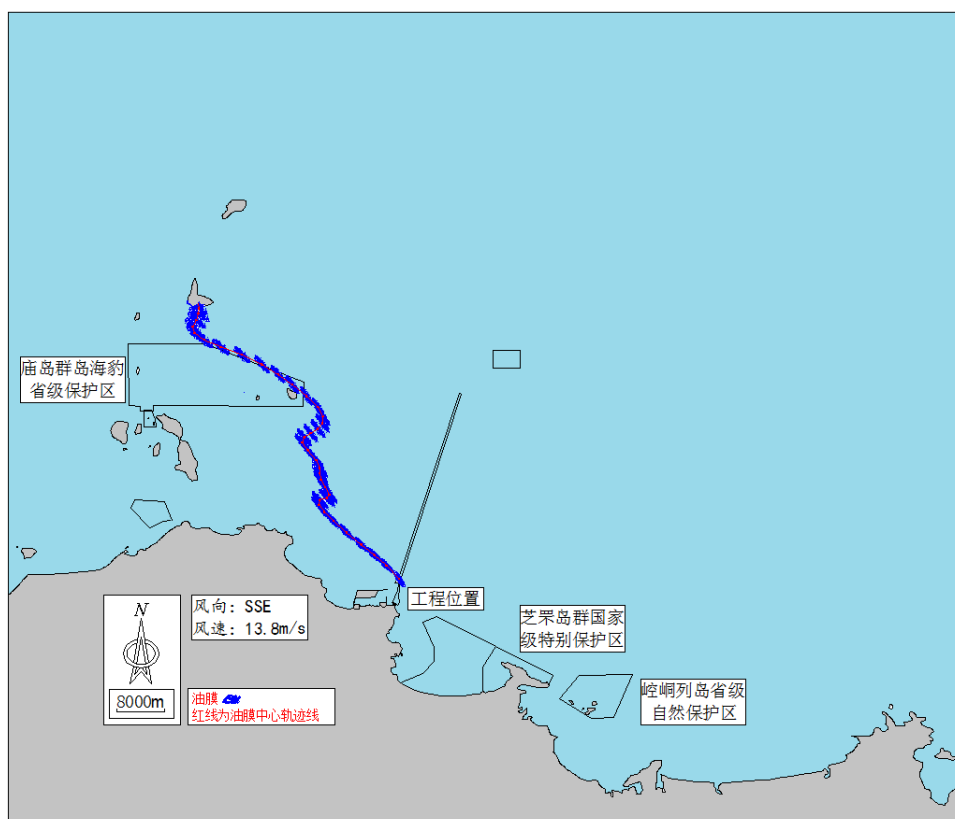 庙岛群岛海豹
省级保护区
工程位置
风向: SSE
风速: 13.8m/s
N
8000m
油膜
红线为油膜中心轨迹线
芝罘岛群国家
级特别保护区
崆峒列岛省级
自然保护区